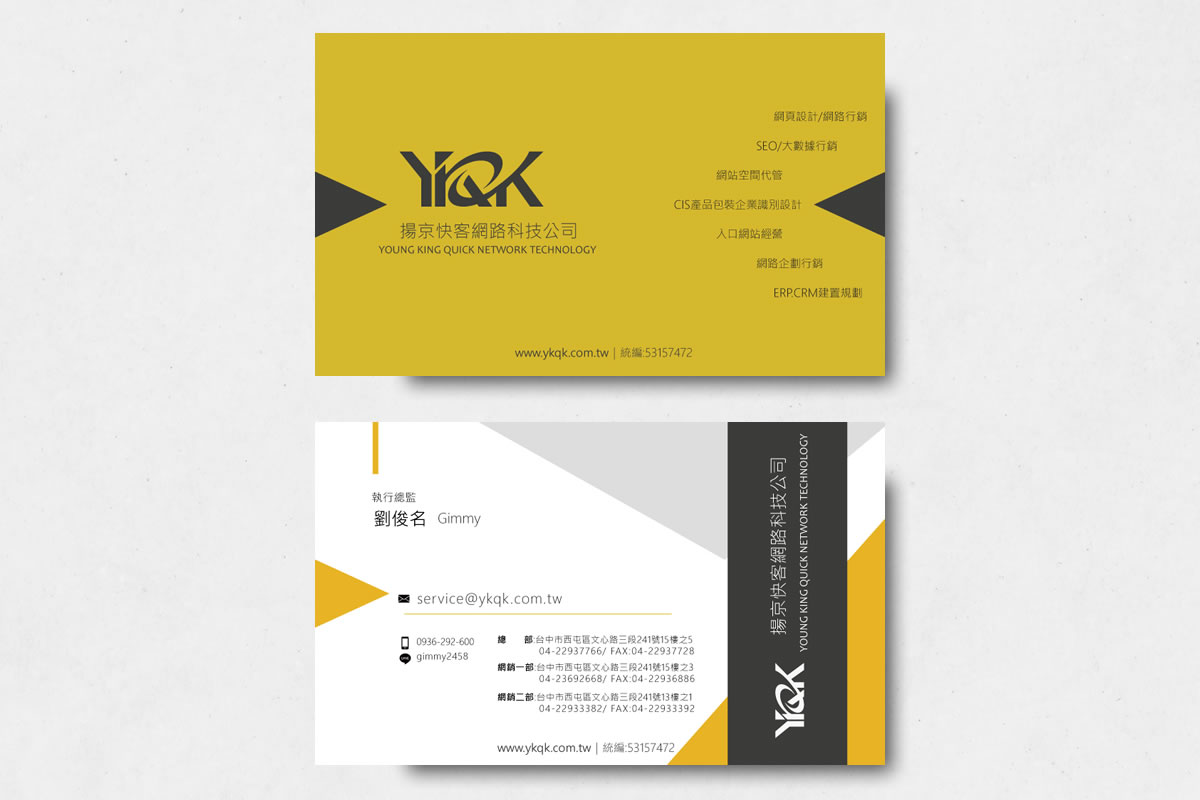 YKQK
揚京快客網路科技公司
YOUNG KING QUICK NETWORK TECHNOLOGY
網頁設計/網路行銷
SEO/大數據行銷
網站空間代管
CIS產品包裝企業識別設計
入口網站經營
網路企劃行銷
ERP.CRM建置規劃
www.ykqk.com.tw | 統編:53157472
執行總監
劉俊名 Gimmy
service@ykqk.com.tw
0936-292-600
gimmy2458
總 部:台中市西屯區文心路三段241號15樓之5
04-22937766/ FAX:04-22937728
網銷一部:台中市西屯區文心路三段241號15樓之3
04-23692668/ FAX:04-22936886
網銷二部:台中市西屯區文心路三段241號13樓之1
04-22933382/ FAX:04-22933392
www.ykqk.com.tw | 統編:53157472
揚京快客網路科技公司
YOUNG KING QUICK NETWORK TECHNOLOGY
YKQK